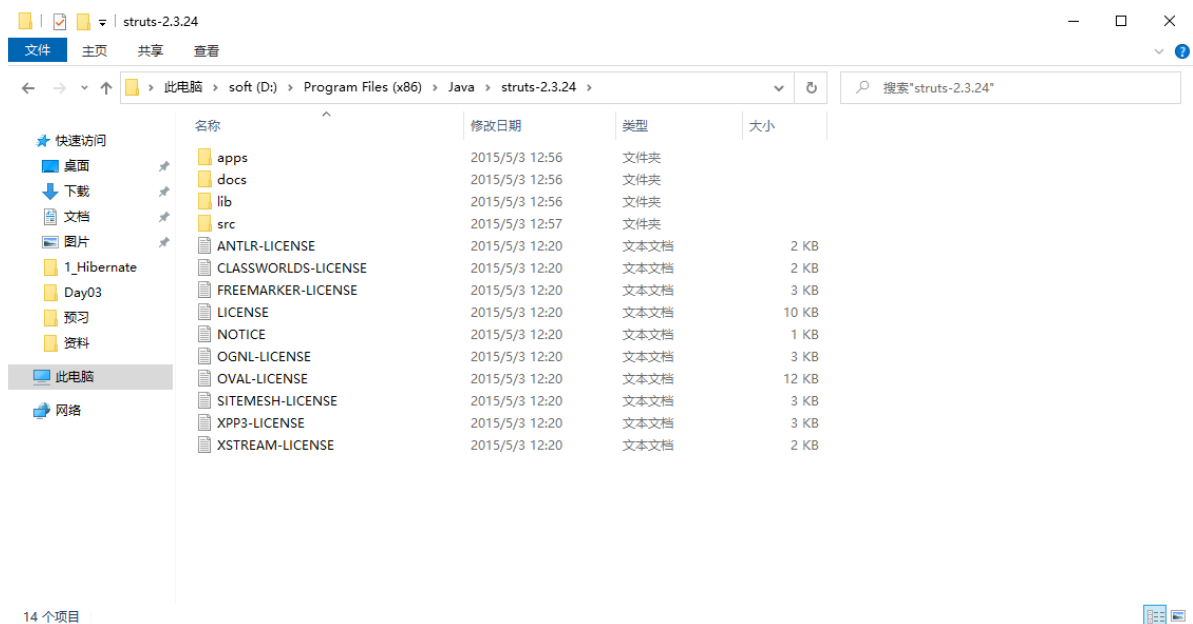 struts-2.3.24
文件 主页 共享 查看
此电脑 soft (D:) Program Files (x86) Java struts-2.3.24 搜索"struts-2.3.24"
名称 修改日期 类型 大小
快速访问
桌面
下载
文档
图片
1_Hibernate
Day03
预习
资料
此电脑
网络
apps 2015/5/3 12:56 文件夹
docs 2015/5/3 12:56 文件夹
lib 2015/5/3 12:56 文件夹
src 2015/5/3 12:57 文件夹
ANTLR-LICENSE 2015/5/3 12:20 文本文档 2 KB
CLASSWORLDS-LICENSE 2015/5/3 12:20 文本文档 2 KB
FREEMARKER-LICENSE 2015/5/3 12:20 文本文档 3 KB
LICENSE 2015/5/3 12:20 文本文档 10 KB
NOTICE 2015/5/3 12:20 文本文档 1 KB
OGNL-LICENSE 2015/5/3 12:20 文本文档 3 KB
OVAL-LICENSE 2015/5/3 12:20 文本文档 12 KB
SITEMESH-LICENSE 2015/5/3 12:20 文本文档 3 KB
XPP3-LICENSE 2015/5/3 12:20 文本文档 3 KB
XSTREAM-LICENSE 2015/5/3 12:20 文本文档 2 KB
14 个项目